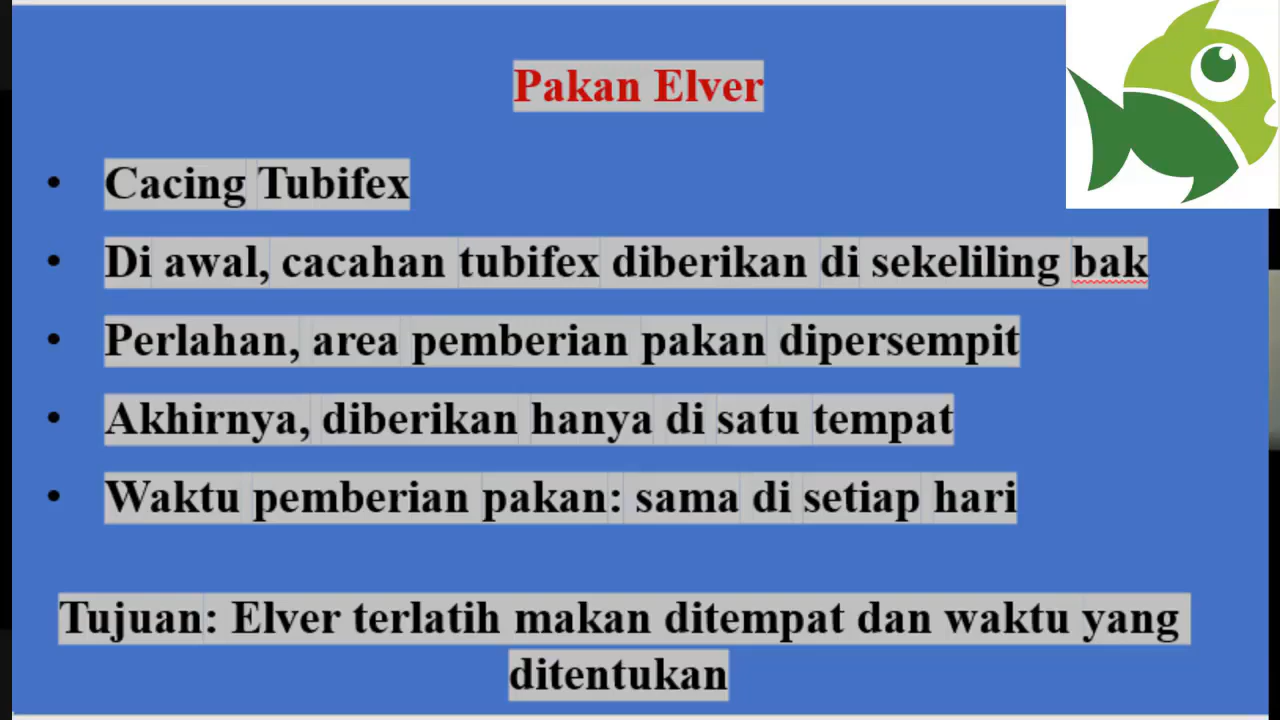 Pakan Elver
• Cacing Tubifex
• Di awal, cacahan tubifex diberikan di sekeliling bak
• Perlahan, area pemberian pakan dipersempit
• Akhirnya, diberikan hanya di satu tempat
• Waktu pemberian pakan: sama di setiap hari
Tujuan: Elver terlatih makan ditempat dan waktu yang
ditentukan